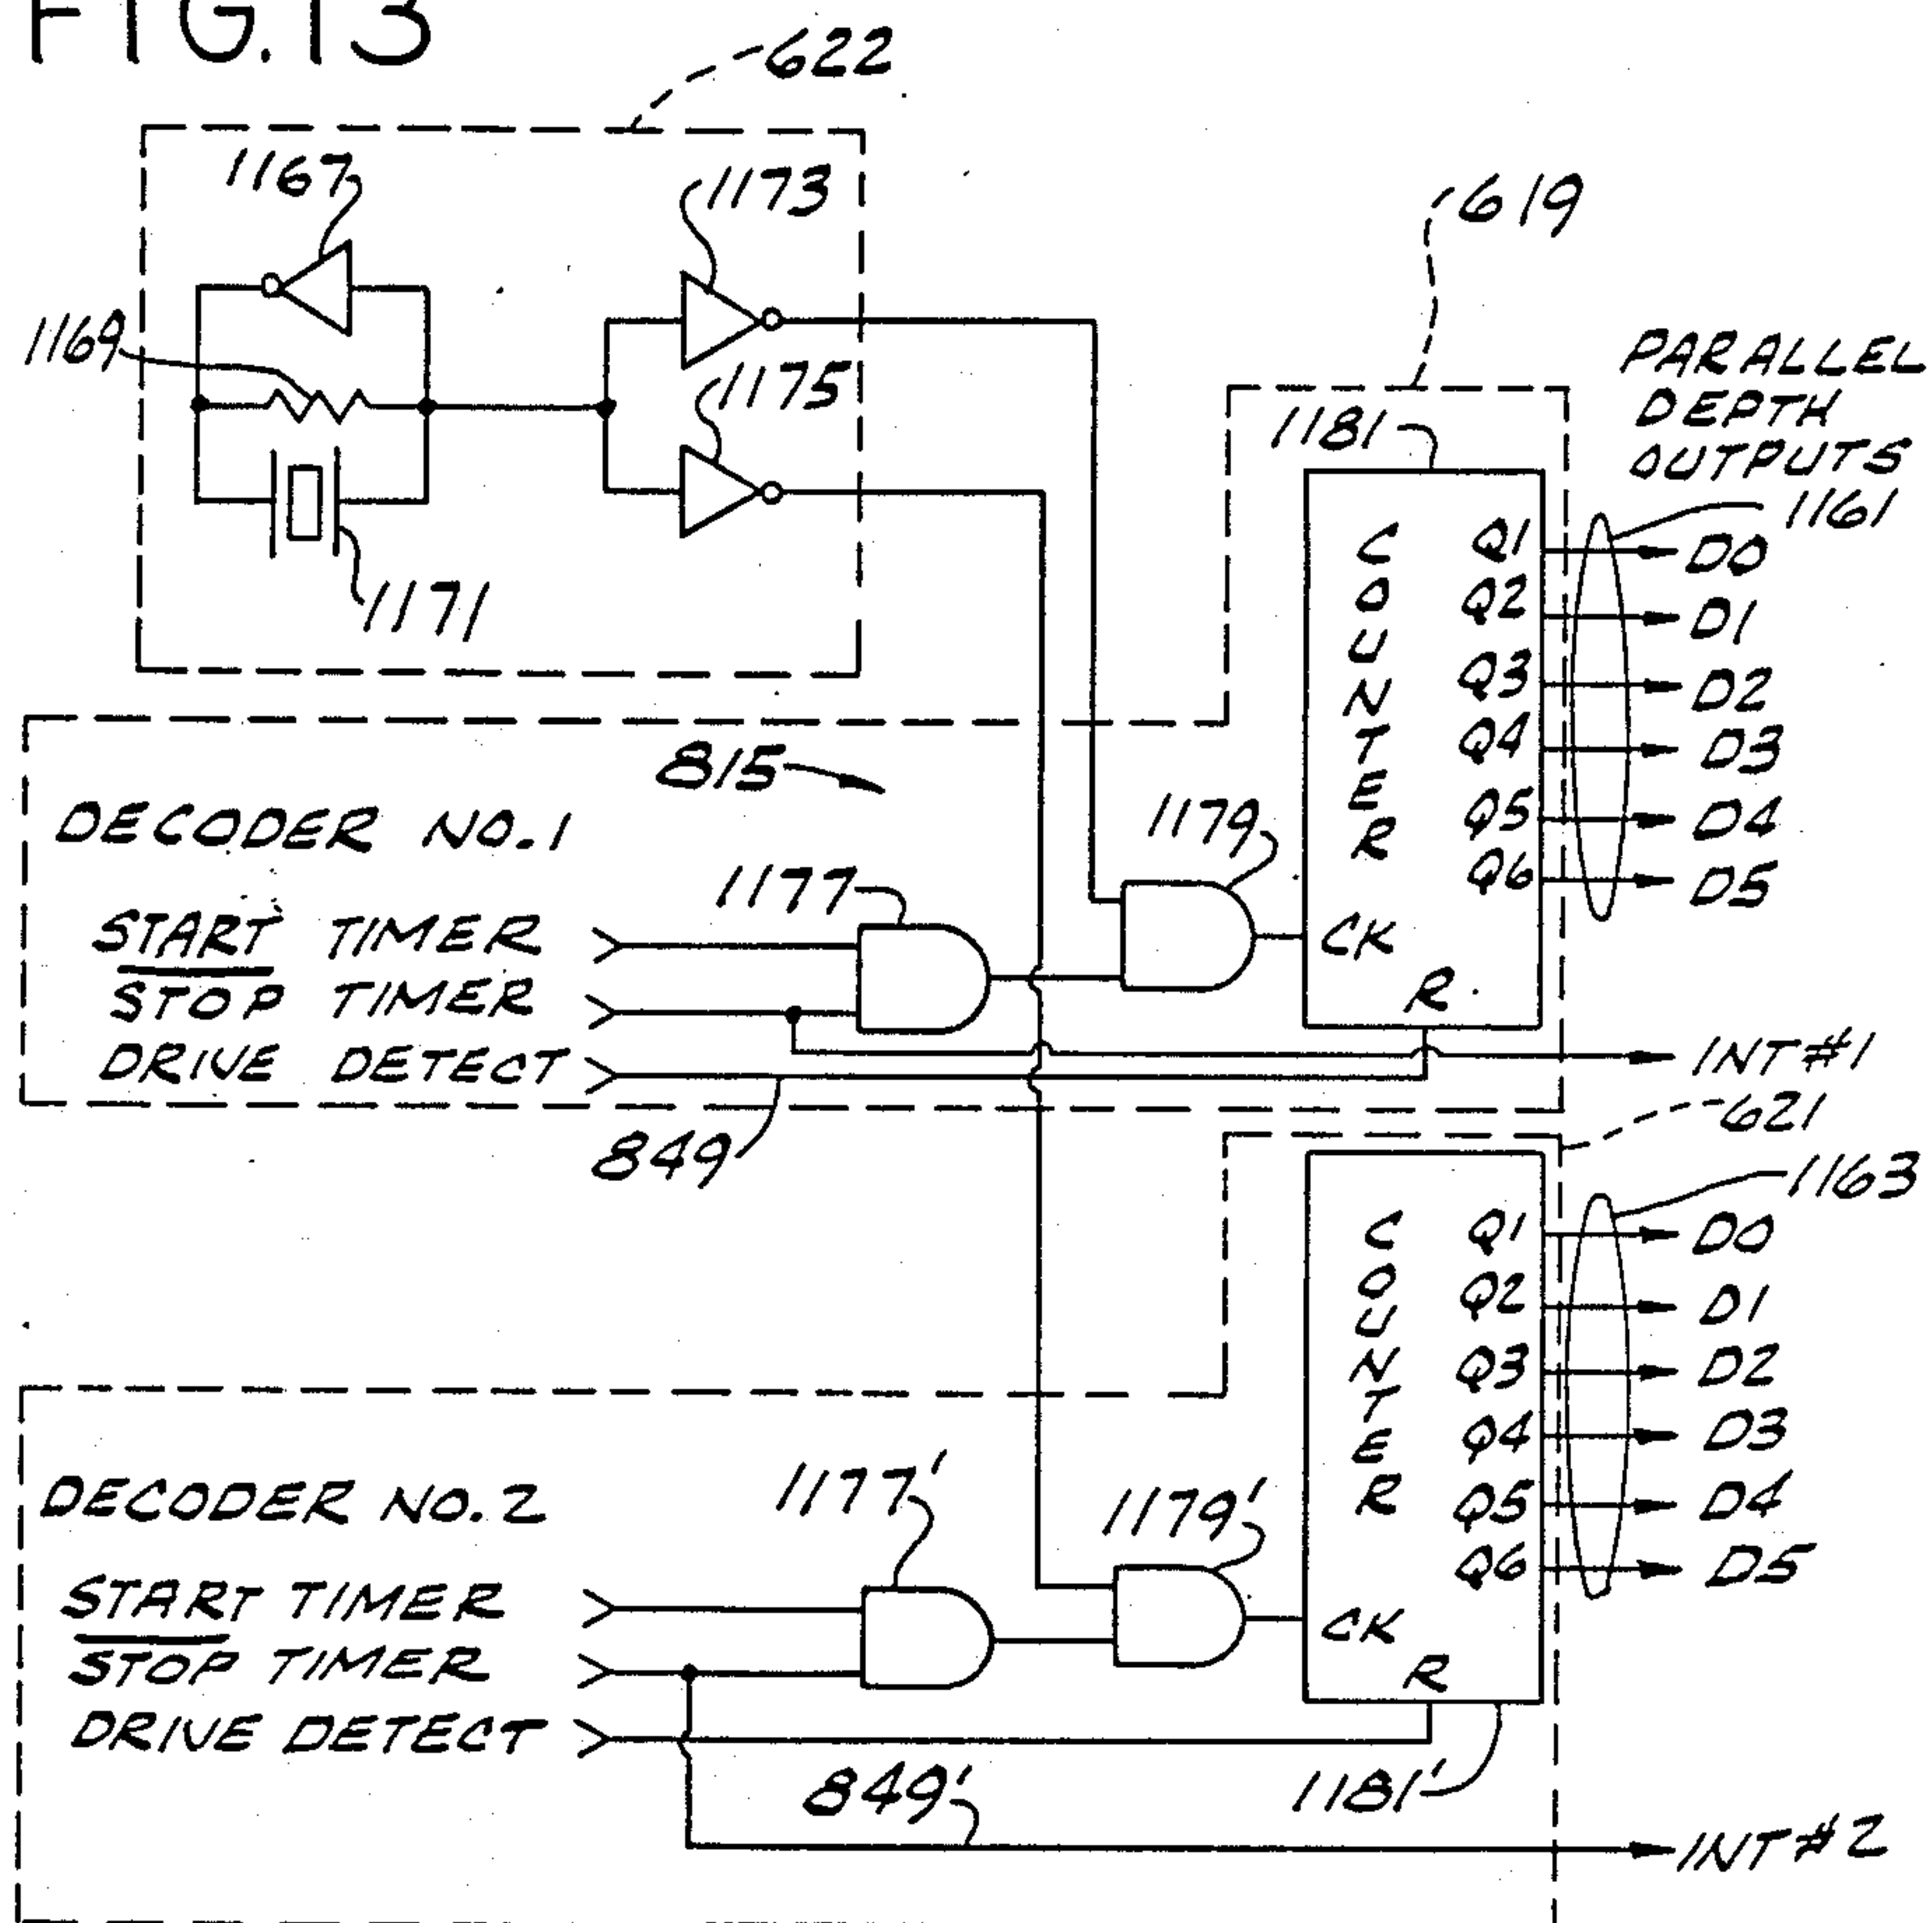 FIG.13
622
1167
1173
1169
1175
1171
619
PARALLEL
DEPTH
OUTPUTS
1161
1181
COUNTER
Q1
Q2
Q3
Q4
Q5
Q6
CK
R
D0
D1
D2
D3
D4
D5
815
DECODER NO.1
1177
1179
START TIMER
STOP TIMER
DRIVE DETECT
849
INT#1
621
1163
COUNTER
Q1
Q2
Q3
Q4
Q5
Q6
CK
R
D0
D1
D2
D3
D4
D5
DECODER NO.2
1177'
1179'
START TIMER
STOP TIMER
DRIVE DETECT
849'
1181'
INT#2